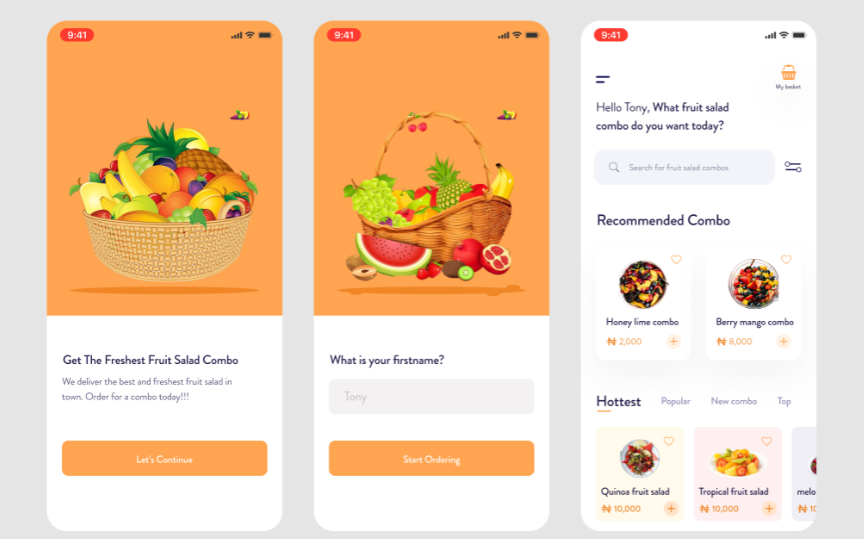 9:41
Get The Freshest Fruit Salad Combo
We deliver the best and freshest fruit salad in
town. Order for a combo today!!!
Let's Continue
9:41
What is your firstname?
Tony
Start Ordering
9:41
My basket
Hello Tony, What fruit salad
combo do you want today?
Search for fruit salad combos
Recommended Combo
Honey lime combo
₦ 2,000
Berry mango combo
₦ 8,000
Hottest Popular New combo Top
Quinoa fruit salad
₦ 10,000
Tropical fruit salad
₦ 10,000
melo
₦ 10